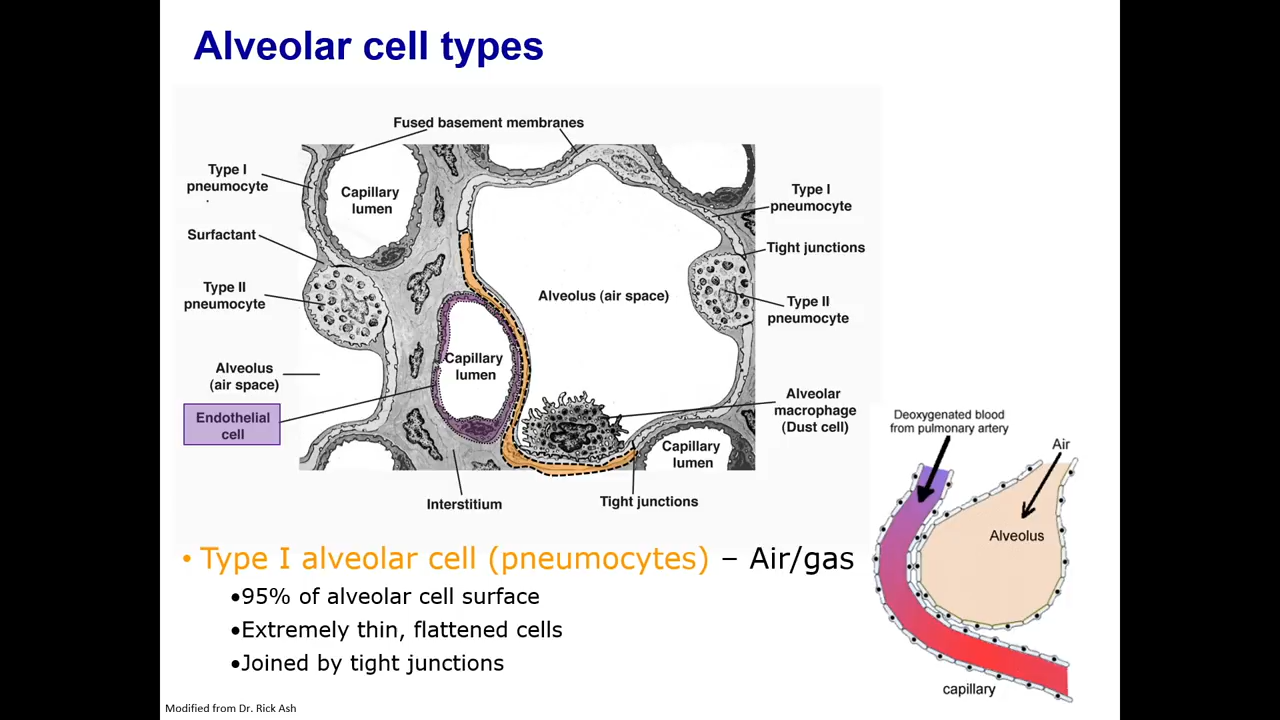 Alveolar cell types
Fused basement membranes
Type I
pneumocyte
Capillary
lumen
Surfactant
Type II
pneumocyte
Alveolus
(air space)
Endothelial
cell
Type I
pneumocyte
Tight junctions
Alveolus (air space)
Type II
pneumocyte
Capillary
lumen
Alveolar
macrophage
(Dust cell)
Capillary
lumen
Interstitium
Tight junctions
Deoxygenated blood
from pulmonary artery
Air
Alveolus
capillary
• Type I alveolar cell (pneumocytes) – Air/gas
•95% of alveolar cell surface
•Extremely thin, flattened cells
•Joined by tight junctions
Modified from Dr. Rick Ash